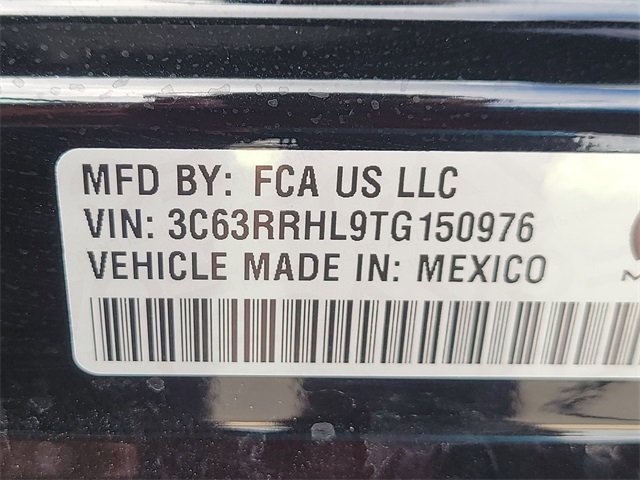 MFD BY: FCA US LLC
VIN: 3C63RRHL9TG150976
VEHICLE MADE IN: MEXICO